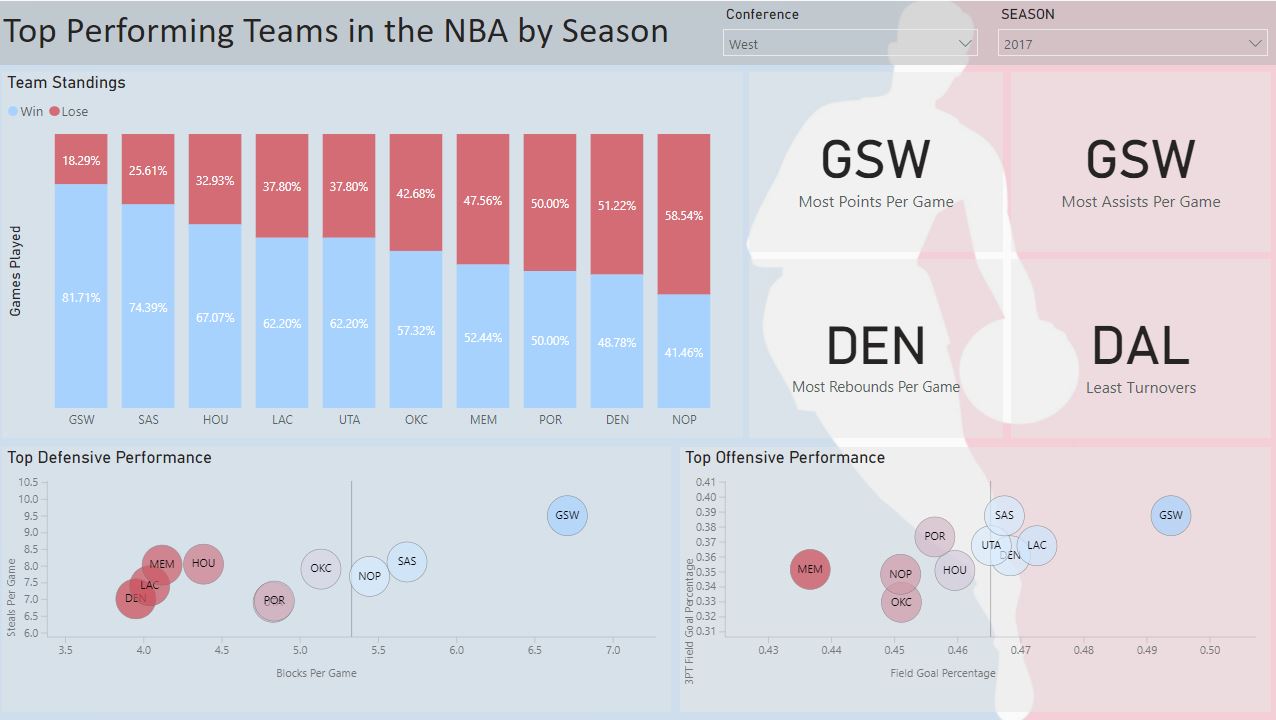 Top Performing Teams in the NBA by Season
Conference
West
SEASON
2017
Team Standings
Win Lose
Games Played
18.29% 25.61% 32.93% 37.80% 37.80% 42.68% 47.56% 50.00% 51.22% 58.54%
81.71% 74.39% 67.07% 62.20% 62.20% 57.32% 52.44% 50.00% 48.78% 41.46%
GSW SAS HOU LAC UTA OKC MEM POR DEN NOP
GSW
Most Points Per Game
GSW
Most Assists Per Game
DEN
Most Rebounds Per Game
DAL
Least Turnovers
Top Defensive Performance
Steals Per Game
10.5
10.0
9.5
9.0
8.5
8.0
7.5
7.0
6.5
6.0
GSW
SAS
MEM HOU
OKC
NOP
LAC
DEN
POR
3.5 4.0 4.5 5.0 5.5 6.0 6.5 7.0
Blocks Per Game
Top Offensive Performance
3PT Field Goal Percentage
0.41
0.40
0.39
0.38
0.37
0.36
0.35
0.34
0.33
0.32
0.31
SAS GSW
POR
UTA LAC
DEN
MEM HOU
NOP
OKC
0.43 0.44 0.45 0.46 0.47 0.48 0.49 0.50
Field Goal Percentage